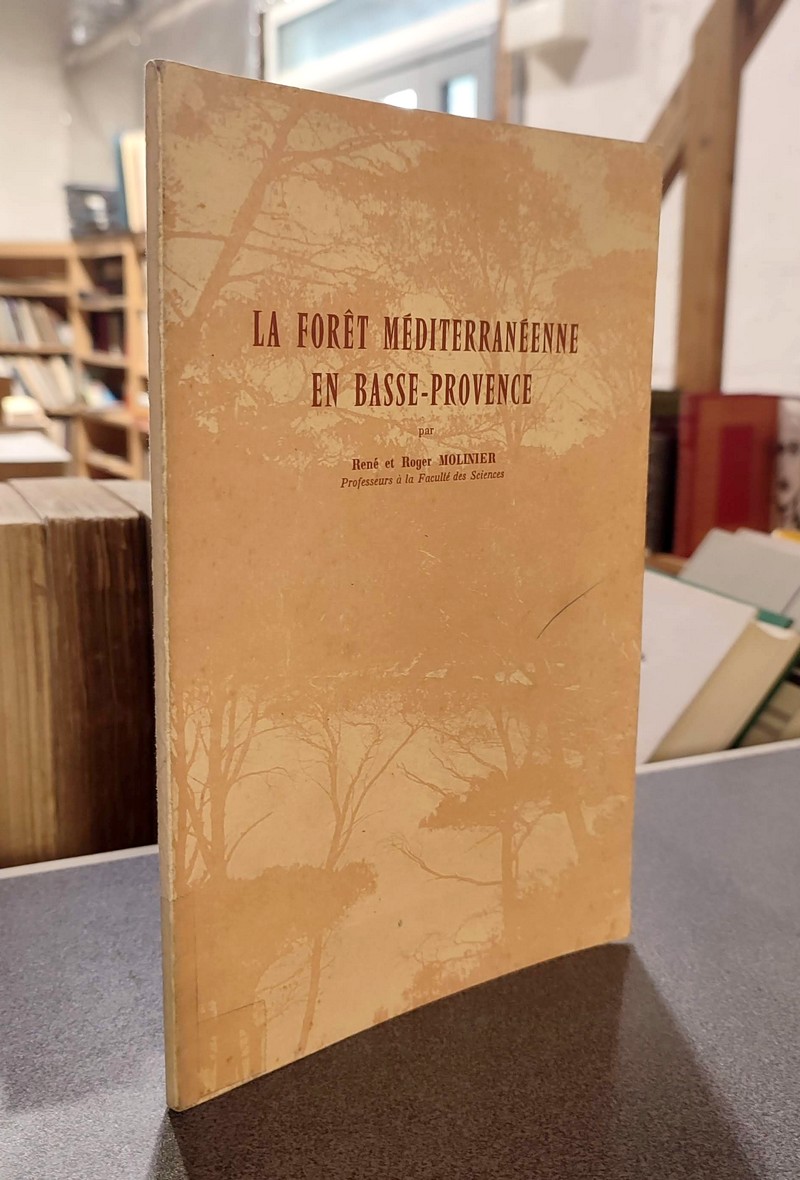 LA FORÊT MÉDITERRANÉENNE
EN BASSE-PROVENCE
par
René et Roger MOLINIER
Professeurs à la Faculté des Sciences